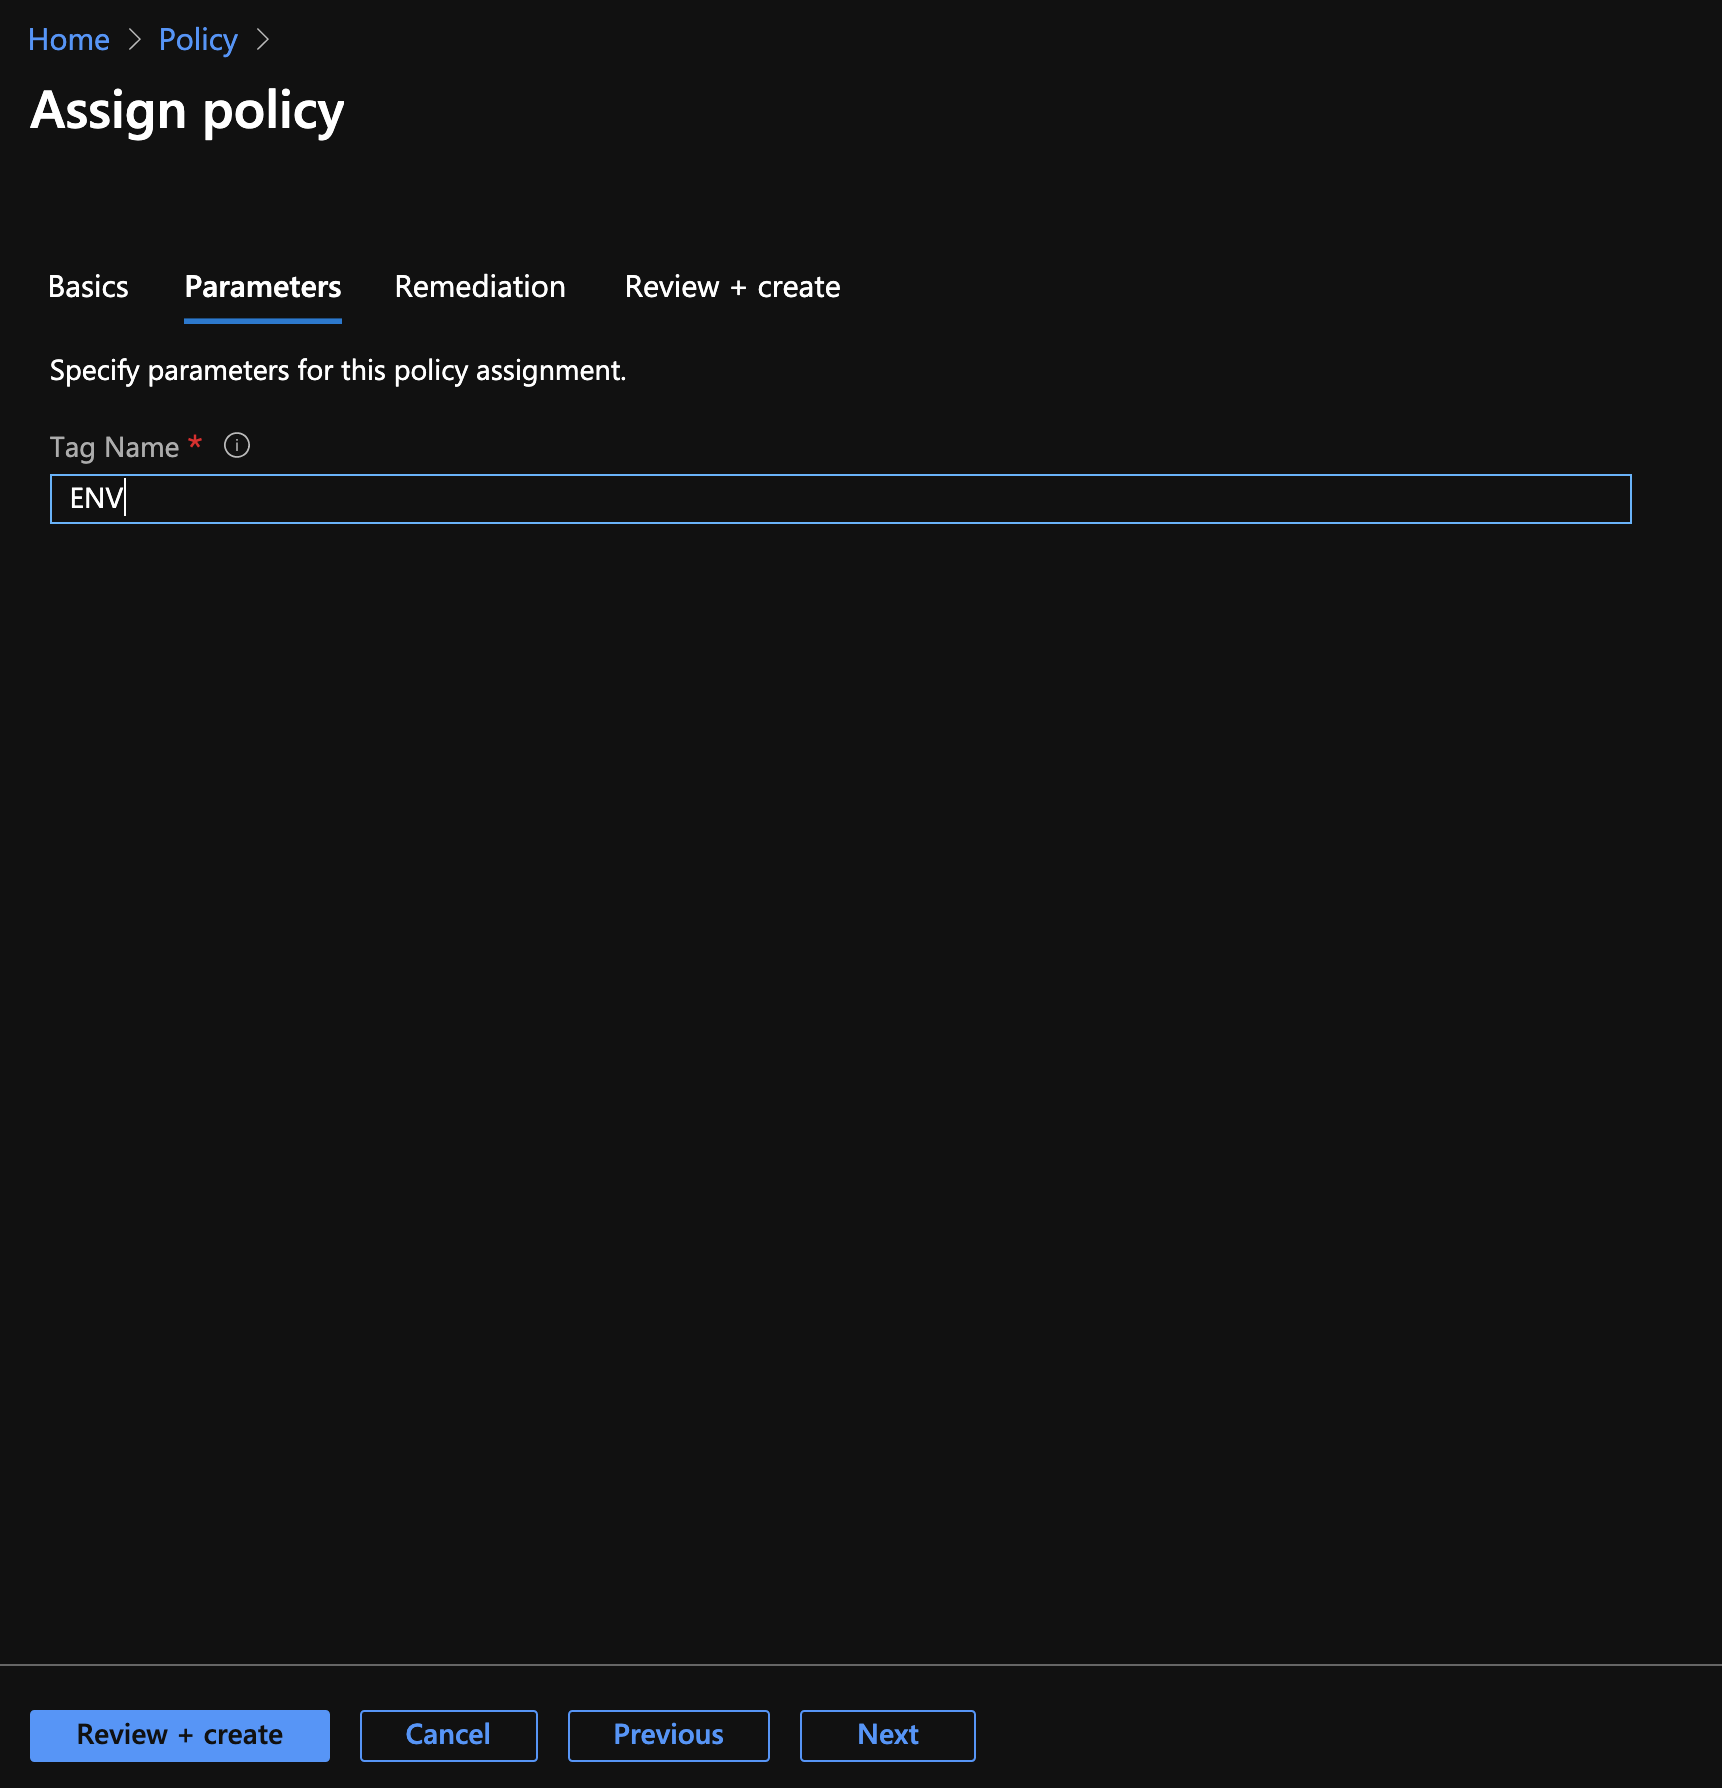 Home > Policy >
Assign policy
Basics Parameters Remediation Review + create
Specify parameters for this policy assignment.
Tag Name *
ENV
Review + create Cancel Previous Next